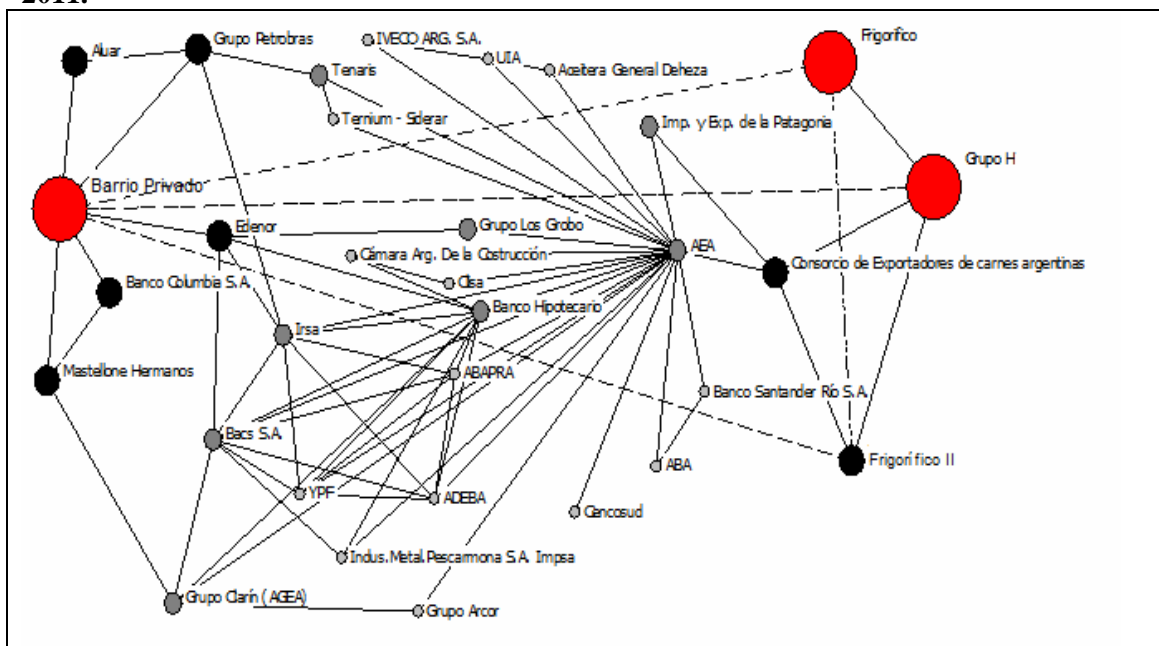 2011.
Frigorifico
Grupo Petrobras
IVECO ARG. S.A.
Aluar
UIA
Aceitera General Deheza
Tenaris
Ternium - Siderar
Imp. y Exp. de la Patagonia
Grupo H
Barrio Privado
Edenor
Grupo Los Grobo
AEA
Cámara Arg. De la Costrucción
Consorcio de Exportadores de carnes argentinas
Banco Columbia S.A.
Clisa
Banco Hipotecario
Irsa
Mastellone Hermanos
ABAPRA
Banco Santander Río S.A.
Bacs S.A.
ABA
Frigorífico II
YPF
ADEBA
Cencosud
Indus. Metal. Pescarmona S.A. Impsa
Grupo Clarín ( AGEA)
Grupo Arcor